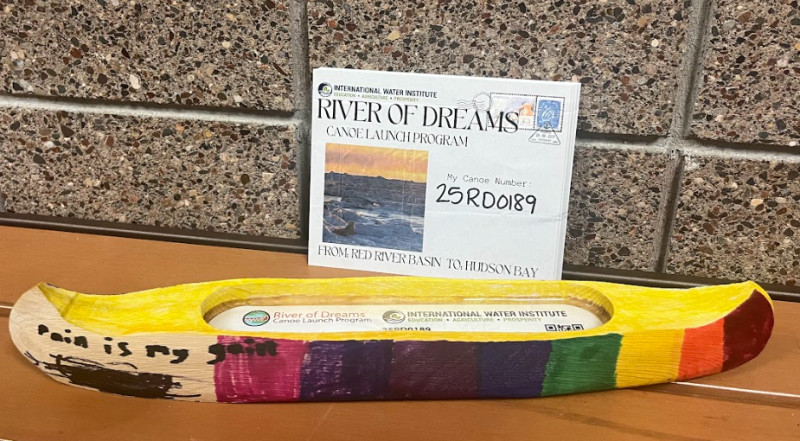 INTERNATIONAL WATER INSTITUTE
EDUCATION • AGRICULTURE • PROSPERITY
RIVER OF DREAMS
CANOE LAUNCH PROGRAM
My Canoe Number:
25RD0189
FROM: RED RIVER BASIN TO: HUDSON BAY
River of Dreams
Canoe Launch Program
INTERNATIONAL WATER INSTITUTE
EDUCATION • AGRICULTURE • PROSPERITY
25RD0189
pain is my gain